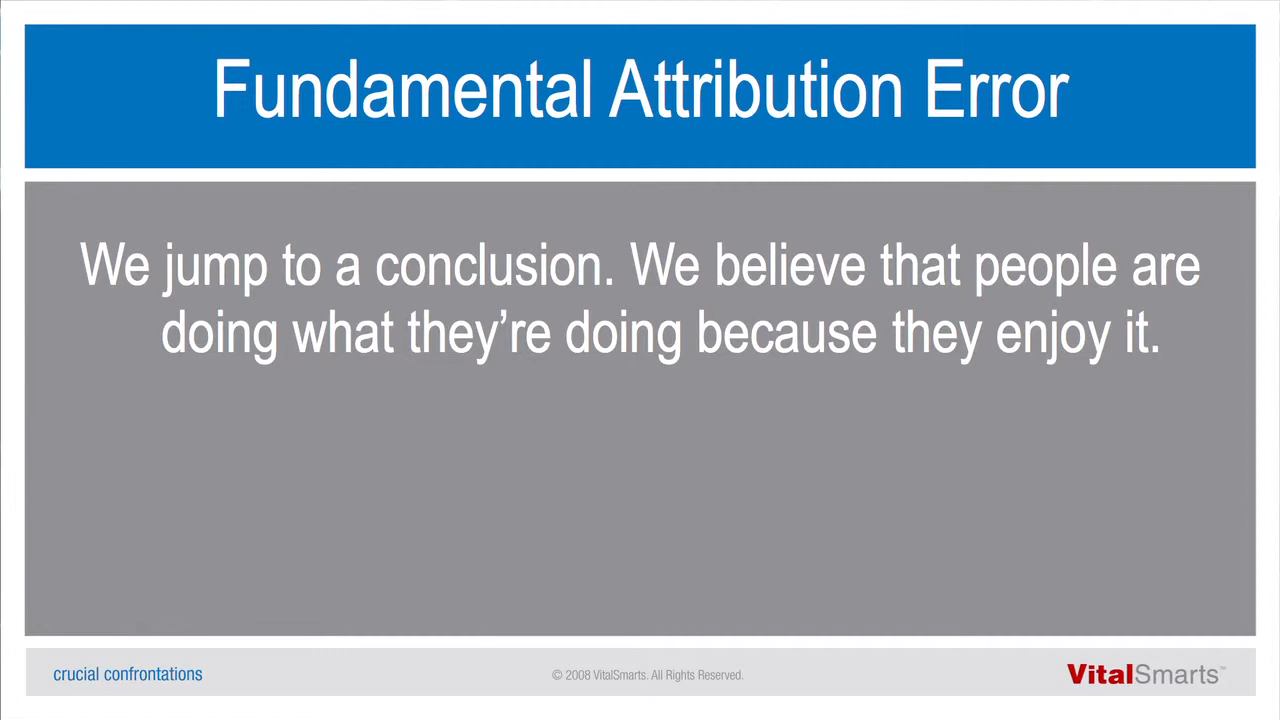 Fundamental Attribution Error
We jump to a conclusion. We believe that people are
doing what they’re doing because they enjoy it.
crucial confrontations
© 2008 VitalSmarts. All Rights Reserved.
VitalSmarts™